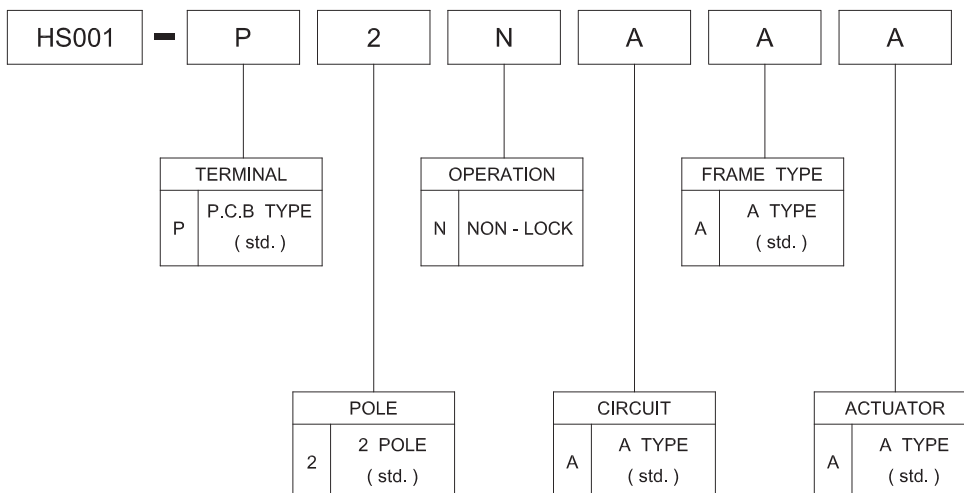 HS001 - P 2 N A A A
TERMINAL
P P.C.B TYPE
( std. )
OPERATION
N NON - LOCK
FRAME TYPE
A A TYPE
( std. )
POLE
2 2 POLE
( std. )
CIRCUIT
A A TYPE
( std. )
ACTUATOR
A A TYPE
( std. )